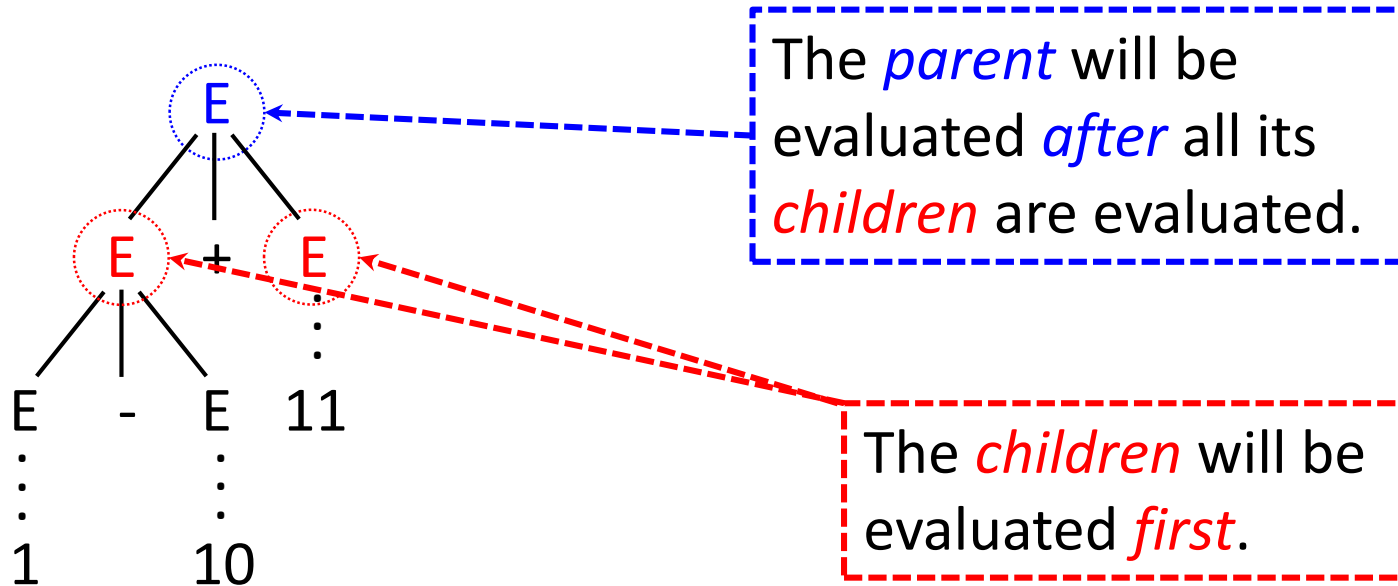 E
E + E
E - E 11
1 10
The parent will be
evaluated after all its
children are evaluated.
The children will be
evaluated first.